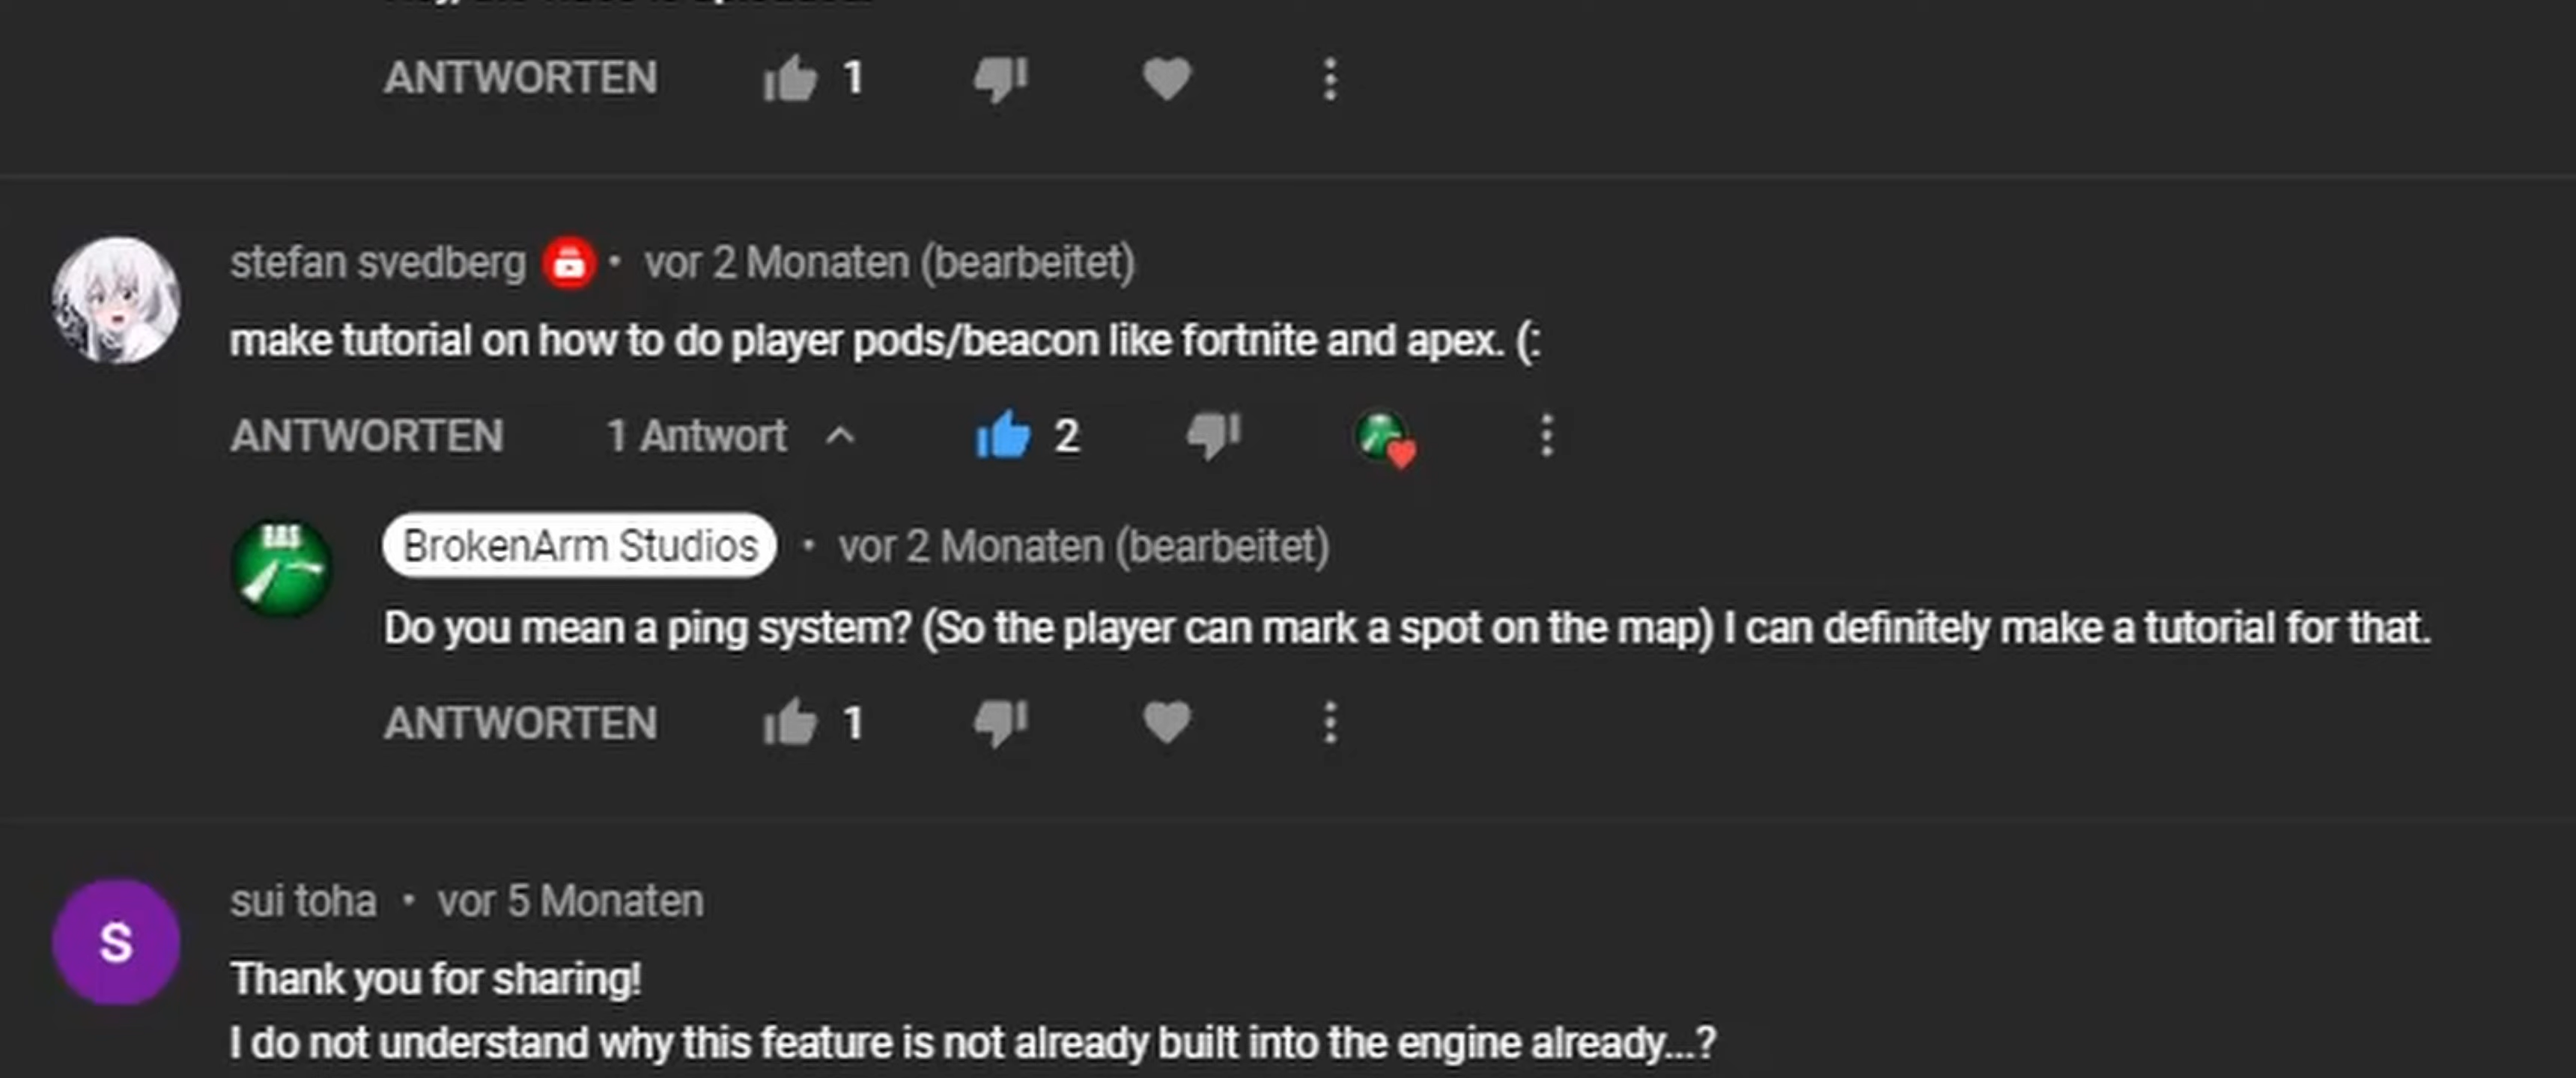 ANTWORTEN 1
stefan svedberg • vor 2 Monaten (bearbeitet)
make tutorial on how to do player pods/beacon like fortnite and apex. (:
ANTWORTEN 1 Antwort 2
BAS
BrokenArm Studios • vor 2 Monaten (bearbeitet)
Do you mean a ping system? (So the player can mark a spot on the map) I can definitely make a tutorial for that.
ANTWORTEN 1
S
sui toha • vor 5 Monaten
Thank you for sharing!
I do not understand why this feature is not already built into the engine already...?